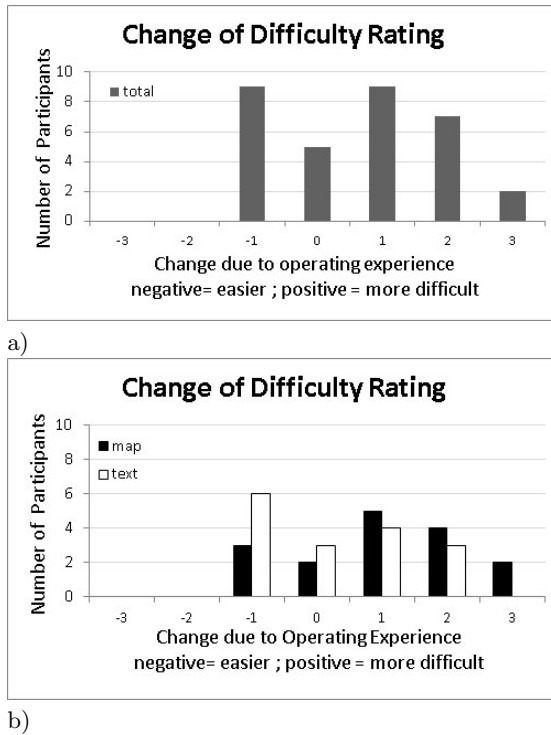 Change of Difficulty Rating
Number of Participants
10
8
6
4
2
0
total
-3 -2 -1 0 1 2 3
Change due to operating experience
negative= easier ; positive = more difficult
a)
Change of Difficulty Rating
Number of Participants
10
8
6
4
2
0
map
text
-3 -2 -1 0 1 2 3
Change due to Operating Experience
negative= easier ; positive = more difficult
b)